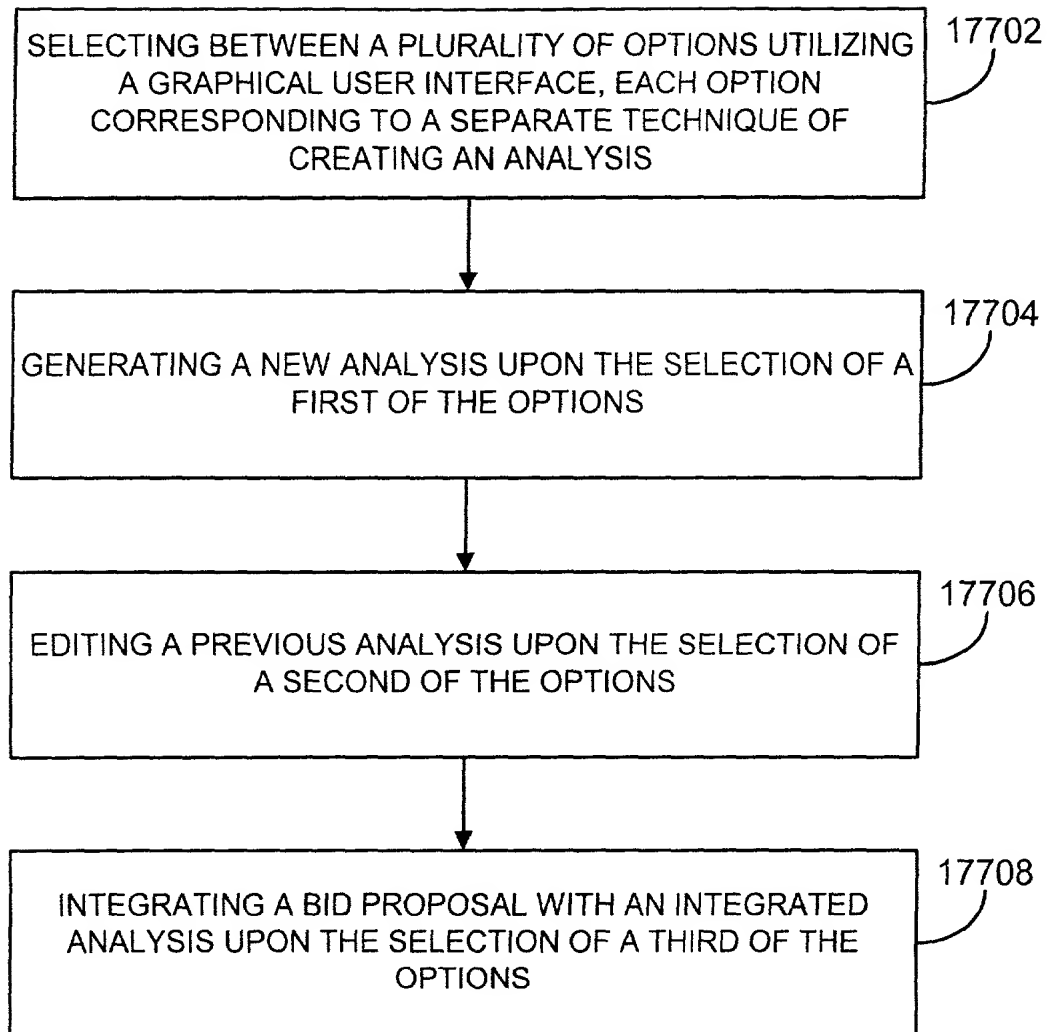 SELECTING BETWEEN A PLURALITY OF OPTIONS UTILIZING
A GRAPHICAL USER INTERFACE, EACH OPTION
CORRESPONDING TO A SEPARATE TECHNIQUE OF
CREATING AN ANALYSIS
17702
GENERATING A NEW ANALYSIS UPON THE SELECTION OF A
FIRST OF THE OPTIONS
17704
EDITING A PREVIOUS ANALYSIS UPON THE SELECTION OF
A SECOND OF THE OPTIONS
17706
INTEGRATING A BID PROPOSAL WITH AN INTEGRATED
ANALYSIS UPON THE SELECTION OF A THIRD OF THE
OPTIONS
17708